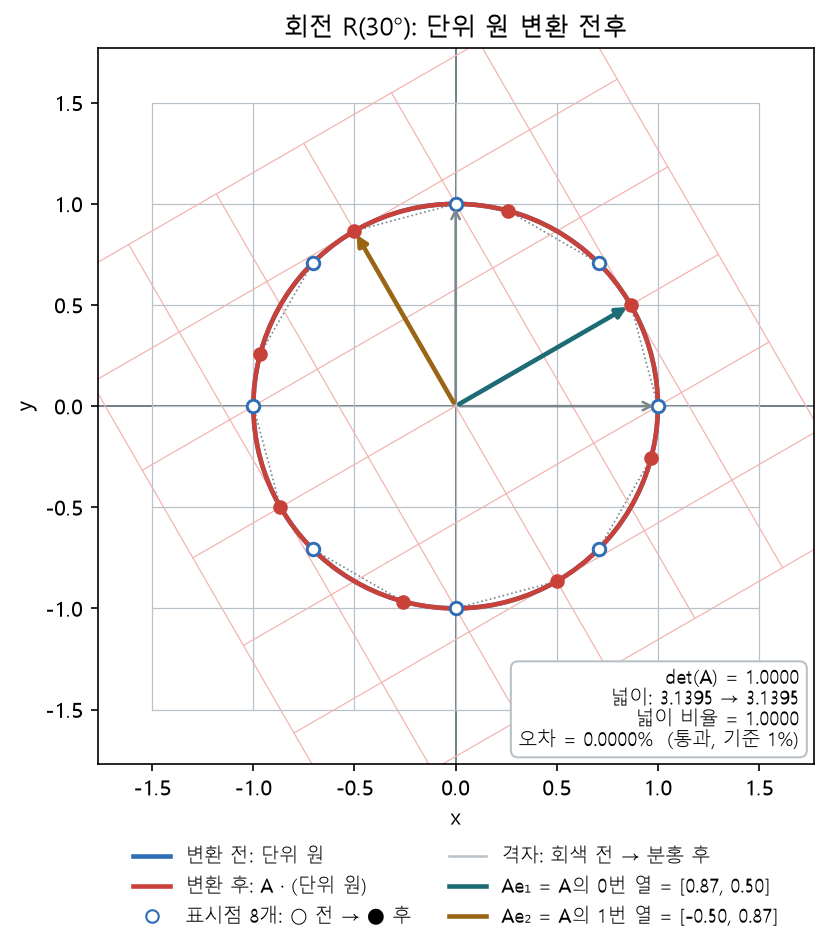 회전 R(30°): 단위 원 변환 전후
1.5
1.0
0.5
0.0
-0.5
-1.0
-1.5
y
-1.5 -1.0 -0.5 0.0 0.5 1.0 1.5
x
det(A) = 1.0000
넓이: 3.1395 → 3.1395
넓이 비율 = 1.0000
오차 = 0.0000% (통과, 기준 1%)
변환 전: 단위 원
변환 후: A · (단위 원)
표시점 8개: ○ 전 → ● 후
격자: 회색 전 → 분홍 후
Ae₁ = A의 0번 열 = [0.87, 0.50]
Ae₂ = A의 1번 열 = [-0.50, 0.87]